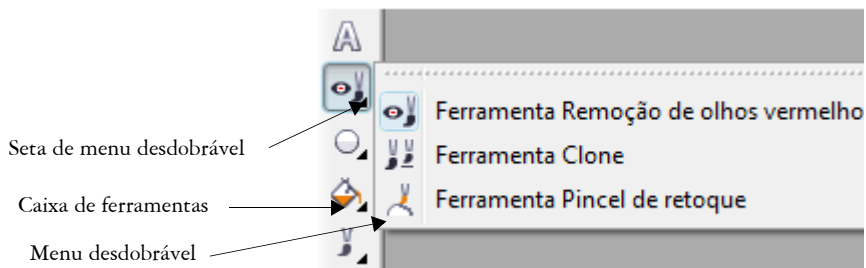 A
Ferramenta Remoção de olhos vermelho
Seta de menu desdobrável
Ferramenta Clone
Caixa de ferramentas
Ferramenta Pincel de retoque
Menu desdobrável